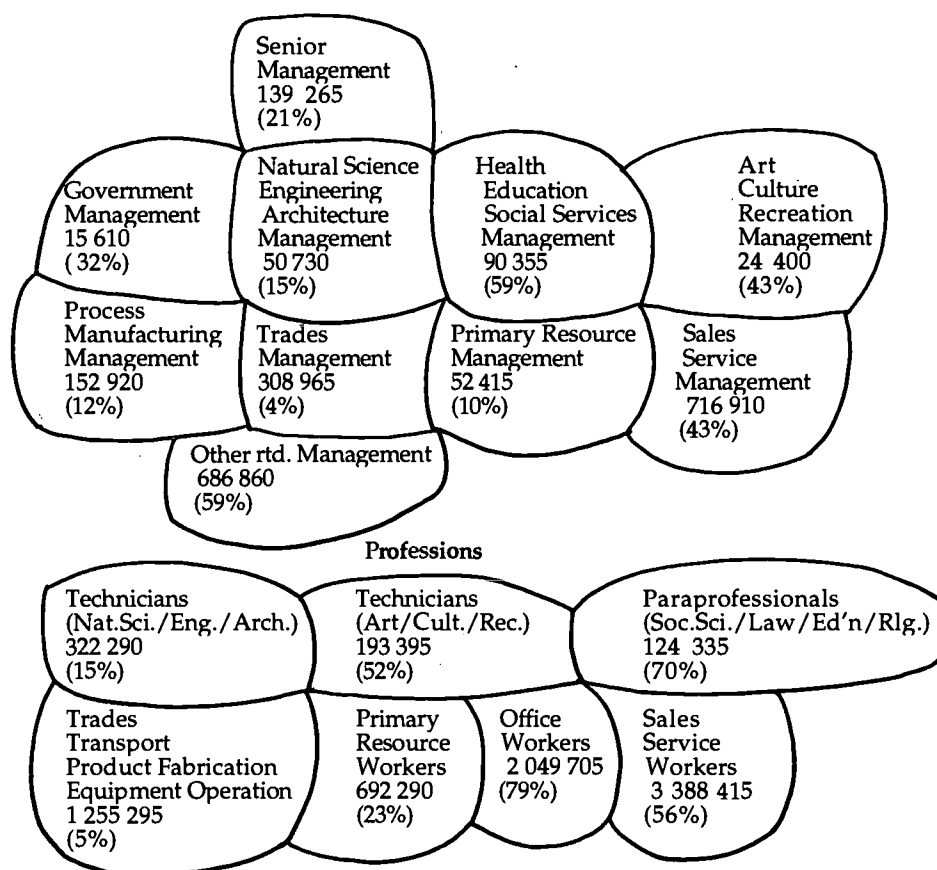 Senior
Management
139 265
(21%)
Government
Management
15 610
(32%)
Natural Science
Engineering
Architecture
Management
50 730
(15%)
Health
Education
Social Services
Management
90 355
(59%)
Art
Culture
Recreation
Management
24 400
(43%)
Process
Manufacturing
Management
152 920
(12%)
Trades
Management
308 965
(4%)
Primary Resource
Management
52 415
(10%)
Sales
Service
Management
716 910
(43%)
Other rtd. Management
686 860
(59%)
Professions
Technicians
(Nat.Sci./Eng./Arch.)
322 290
(15%)
Technicians
(Art/Cult./Rec.)
193 395
(52%)
Paraprofessionals
(Soc.Sci./Law/Ed'n/Rlg.)
124 335
(70%)
Trades
Transport
Product Fabrication
Equipment Operation
1 255 295
(5%)
Primary
Resource
Workers
692 290
(23%)
Office
Workers
2 049 705
(79%)
Sales
Service
Workers
3 388 415
(56%)